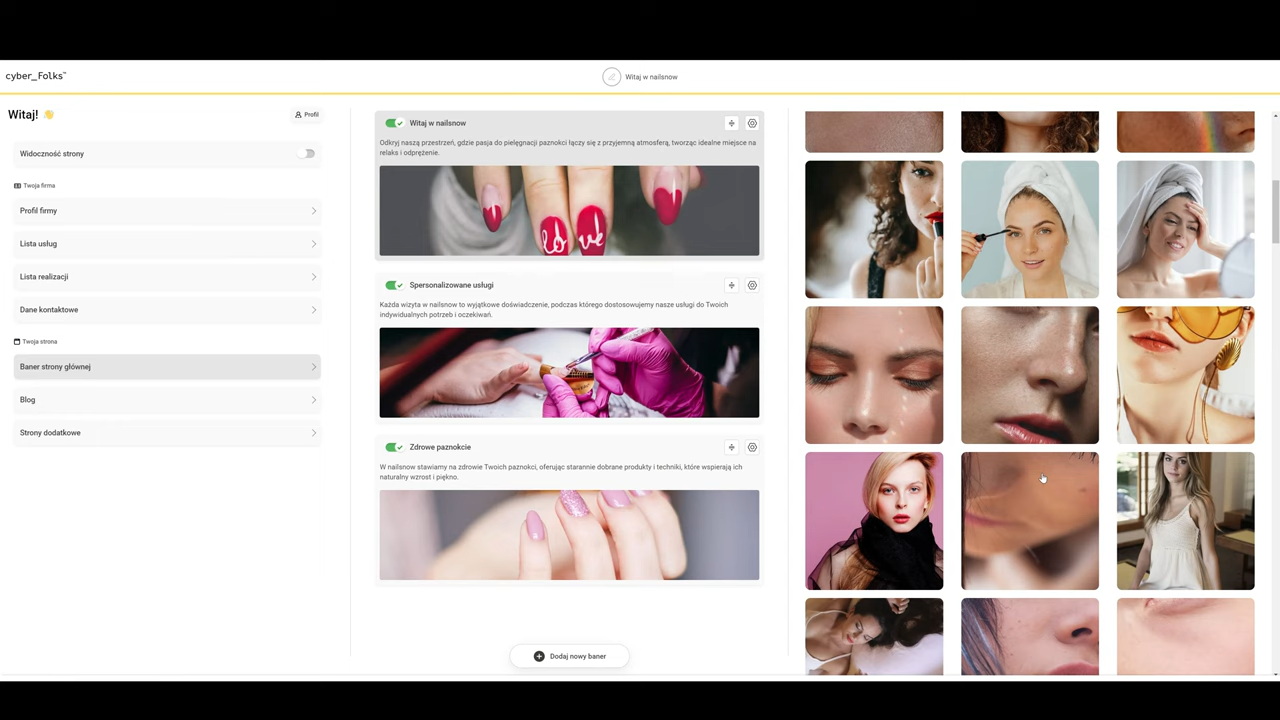 cyber_Folks™
Witaj w nailsnow
Witaj! 👋
Profil
Widoczność strony
Twoja firma
Profil firmy
Lista usług
Lista realizacji
Dane kontaktowe
Twoja strona
Baner strony głównej
Blog
Strony dodatkowe
Witaj w nailsnow
Odkryj naszą przestrzeń, gdzie pasja do pielęgnacji paznokci łączy się z przyjemną atmosferą, tworząc idealne miejsce na
relaks i odprężenie.
lo ve
Spersonalizowane usługi
Każda wizyta w nailsnow to wyjątkowe doświadczenie, podczas którego dostosowujemy nasze usługi do Twoich
indywidualnych potrzeb i oczekiwań.
Zdrowe paznokcie
W nailsnow stawiamy na zdrowie Twoich paznokci, oferując starannie dobrane produkty i techniki, które wspierają ich
naturalny wzrost i piękno.
Dodaj nowy baner